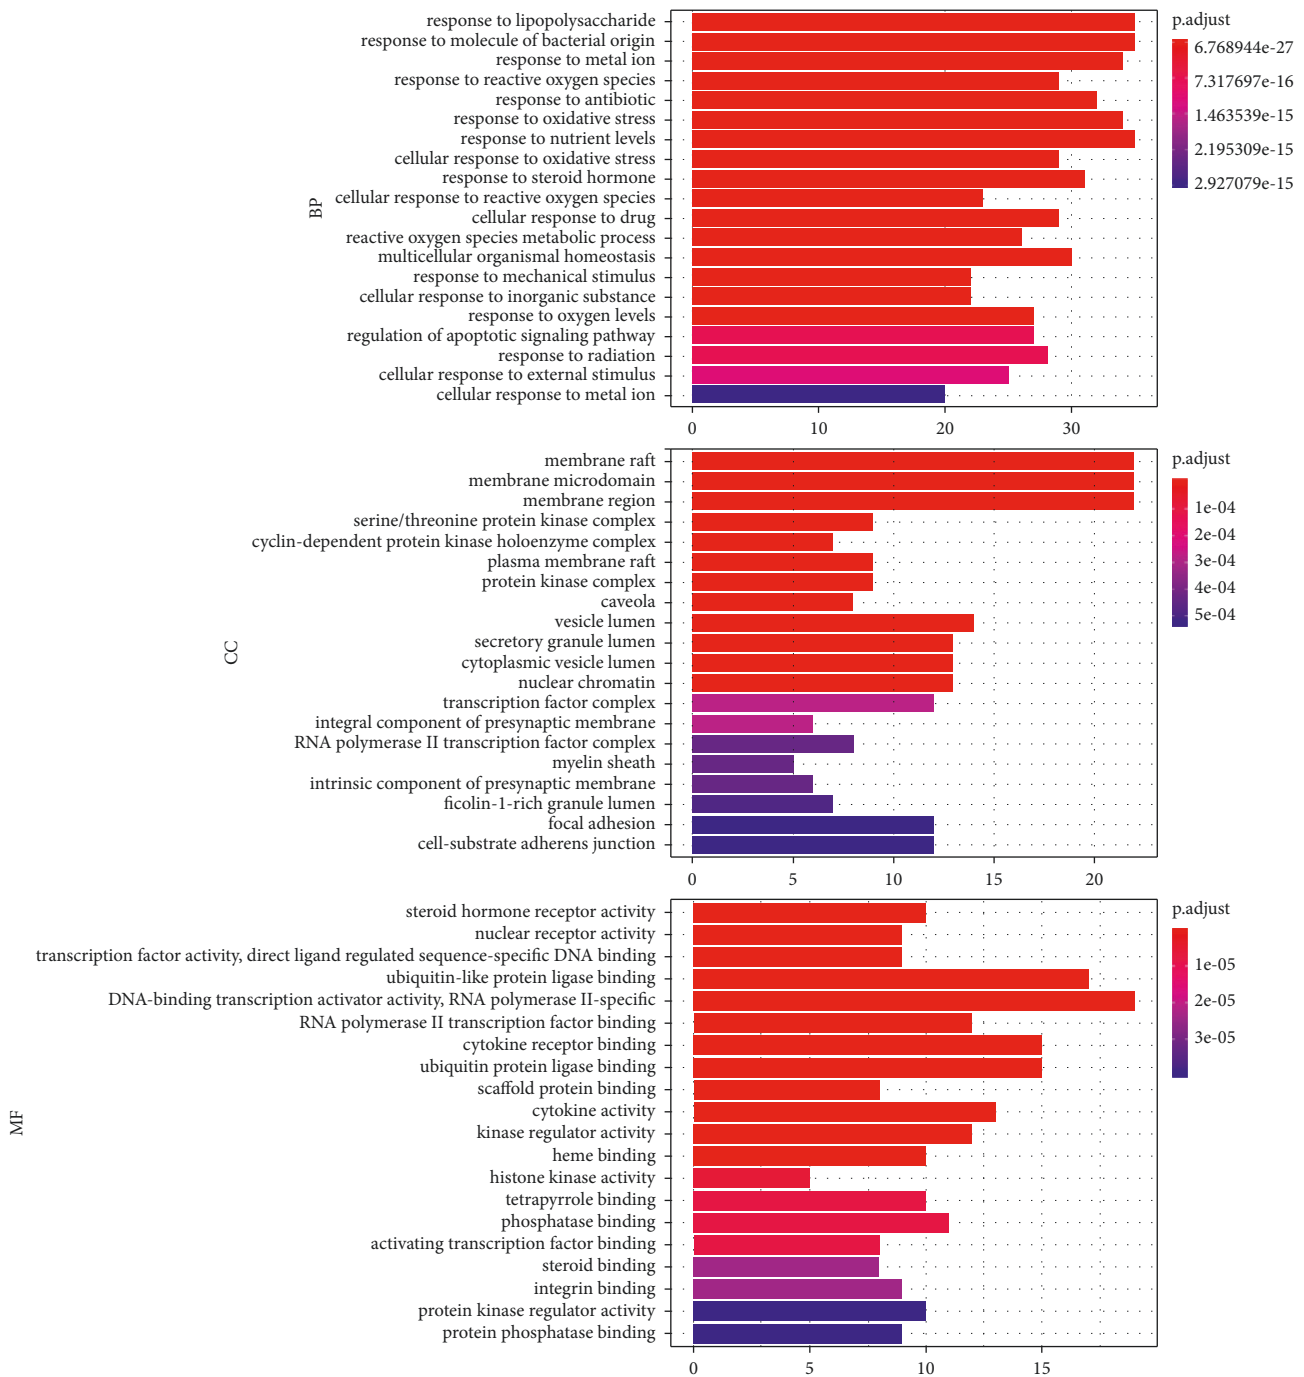 response to lipopolysaccharide
response to molecule of bacterial origin
response to metal ion
response to reactive oxygen species
response to antibiotic
response to oxidative stress
response to nutrient levels
cellular response to oxidative stress
response to steroid hormone
cellular response to reactive oxygen species
cellular response to drug
reactive oxygen species metabolic process
multicellular organismal homeostasis
response to mechanical stimulus
cellular response to inorganic substance
response to oxygen levels
regulation of apoptotic signaling pathway
response to radiation
cellular response to external stimulus
cellular response to metal ion
BP
0 10 20 30
p.adjust
6.768944e-27
7.317697e-16
1.463539e-15
2.195309e-15
2.927079e-15
membrane raft
membrane microdomain
membrane region
serine/threonine protein kinase complex
cyclin-dependent protein kinase holoenzyme complex
plasma membrane raft
protein kinase complex
caveola
vesicle lumen
secretory granule lumen
cytoplasmic vesicle lumen
nuclear chromatin
transcription factor complex
integral component of presynaptic membrane
RNA polymerase II transcription factor complex
myelin sheath
intrinsic component of presynaptic membrane
ficolin-1-rich granule lumen
focal adhesion
cell-substrate adherens junction
CC
0 5 10 15 20
p.adjust
1e-04
2e-04
3e-04
4e-04
5e-04
steroid hormone receptor activity
nuclear receptor activity
transcription factor activity, direct ligand regulated sequence-specific DNA binding
ubiquitin-like protein ligase binding
DNA-binding transcription activator activity, RNA polymerase II-specific
RNA polymerase II transcription factor binding
cytokine receptor binding
ubiquitin protein ligase binding
scaffold protein binding
cytokine activity
kinase regulator activity
heme binding
histone kinase activity
tetrapyrrole binding
phosphatase binding
activating transcription factor binding
steroid binding
integrin binding
protein kinase regulator activity
protein phosphatase binding
MF
0 5 10 15
p.adjust
1e-05
2e-05
3e-05